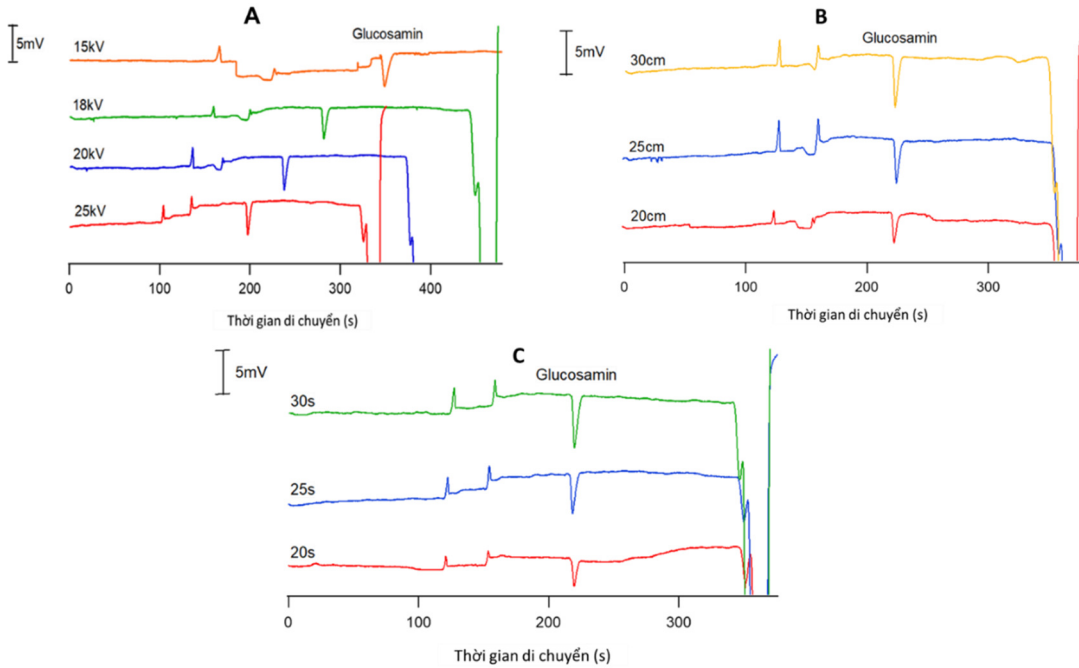 A
5mV
Glucosamin
15kV
18kV
20kV
25kV
0 100 200 300 400
Thời gian di chuyển (s)
B
5mV
Glucosamin
30cm
25cm
20cm
0 100 200 300
Thời gian di chuyển (s)
C
5mV
Glucosamin
30s
25s
20s
0 100 200 300
Thời gian di chuyển (s)